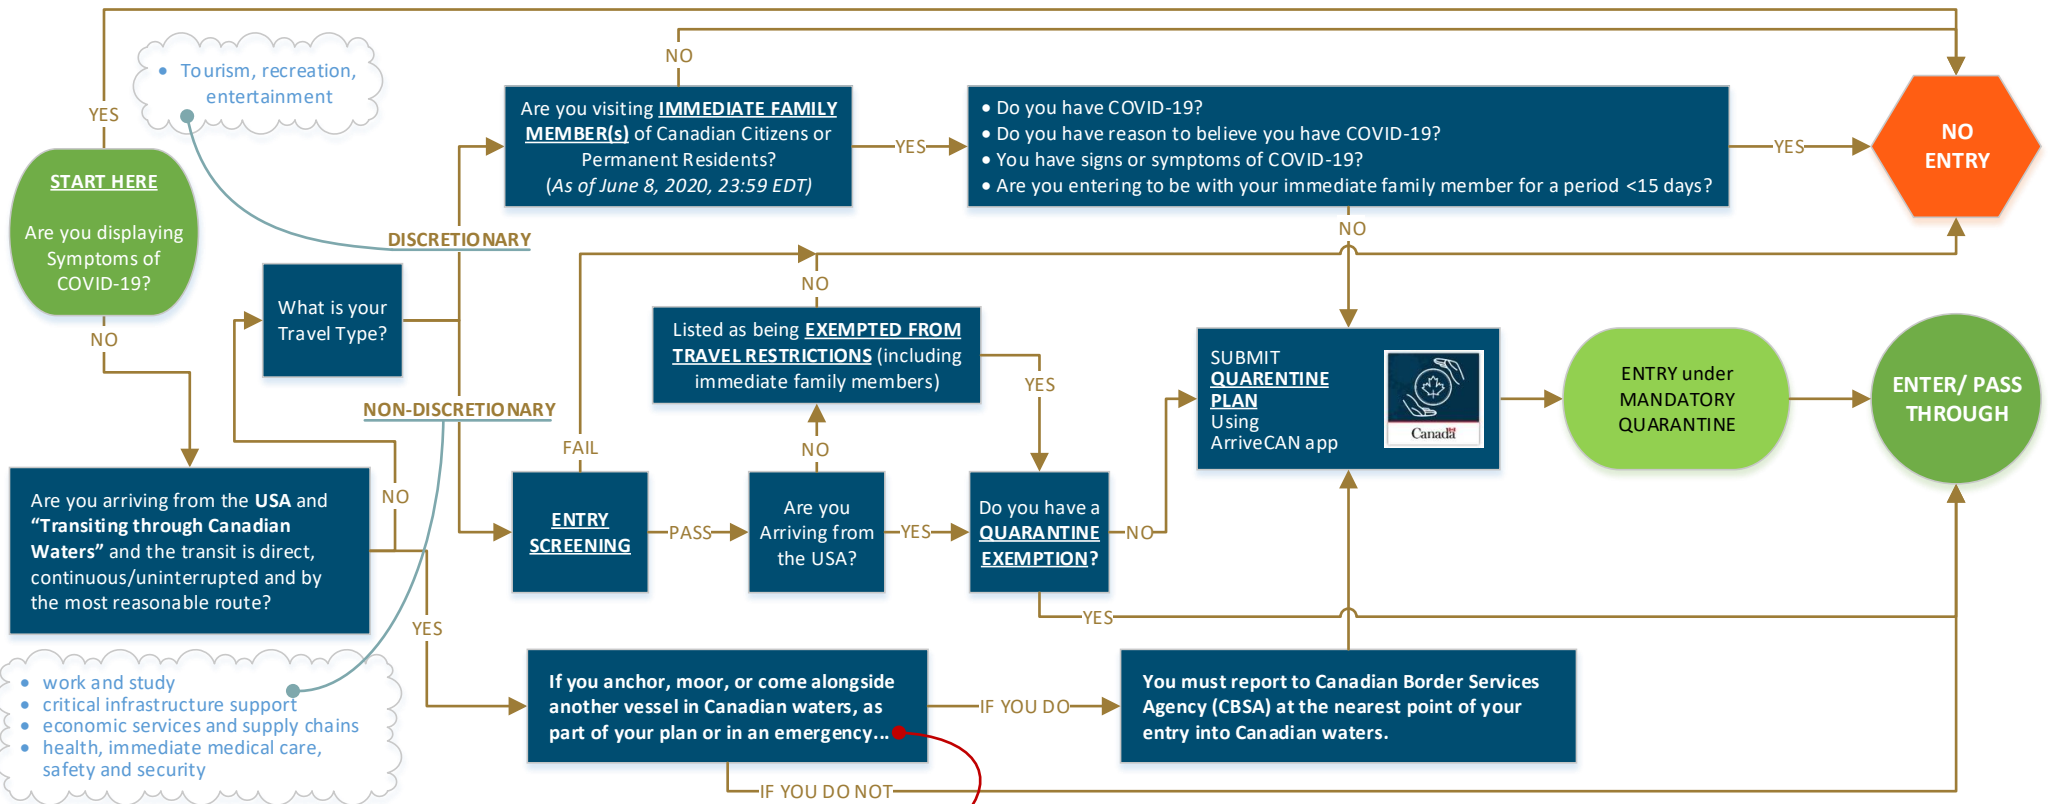 NO
• Tourism, recreation,
entertainment
YES
Are you visiting IMMEDIATE FAMILY
MEMBER(s) of Canadian Citizens or
Permanent Residents?
(As of June 8, 2020, 23:59 EDT)
YES
• Do you have COVID-19?
• Do you have reason to believe you have COVID-19?
• You have signs or symptoms of COVID-19?
• Are you entering to be with your immediate family member for a period <15 days?
YES
NO
ENTRY
START HERE
Are you displaying
Symptoms of
COVID-19?
NO
DISCRETIONARY
What is your
Travel Type?
NO
NO
Listed as being EXEMPTED FROM
TRAVEL RESTRICTIONS (including
immediate family members)
YES
SUBMIT
QUARENTINE
PLAN
Using
ArriveCAN app
Canada
ENTRY under
MANDATORY
QUARANTINE
ENTER/ PASS
THROUGH
NON-DISCRETIONARY
FAIL
NO
Are you arriving from the USA and
“Transiting through Canadian
Waters” and the transit is direct,
continuous/uninterrupted and by
the most reasonable route?
NO
ENTRY
SCREENING
PASS
Are you
Arriving from
the USA?
YES
Do you have a
QUARANTINE
EXEMPTION?
NO
YES
YES
• work and study
• critical infrastructure support
• economic services and supply chains
• health, immediate medical care,
safety and security
If you anchor, moor, or come alongside
another vessel in Canadian waters, as
part of your plan or in an emergency...
IF YOU DO
You must report to Canadian Border Services
Agency (CBSA) at the nearest point of your
entry into Canadian waters.
IF YOU DO NOT